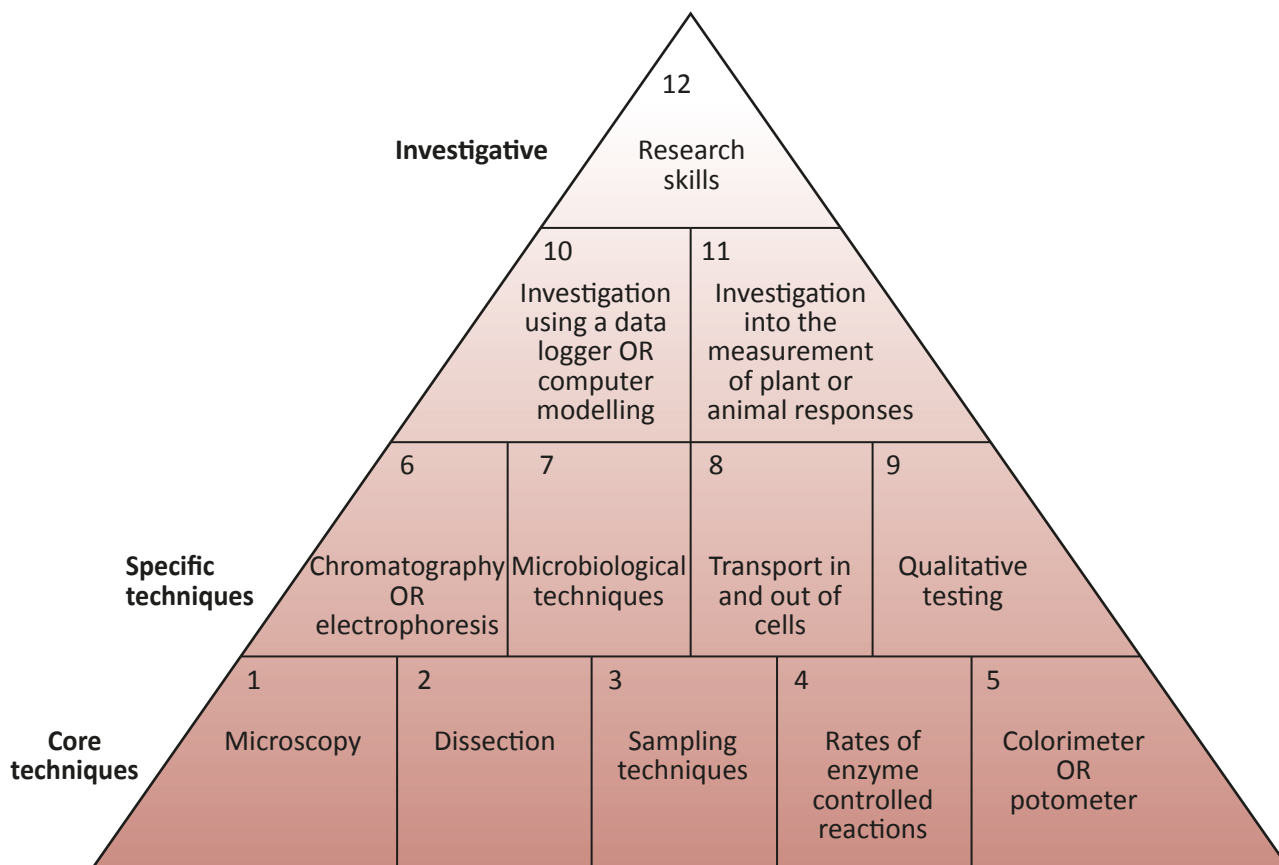 12
Investigative
Research
skills
10
Investigation
using a data
logger OR
computer
modelling
11
Investigation
into the
measurement
of plant or
animal responses
Specific
techniques
6
Chromatography
OR
electrophoresis
7
Microbiological
techniques
8
Transport in
and out of
cells
9
Qualitative
testing
Core
techniques
1
Microscopy
2
Dissection
3
Sampling
techniques
4
Rates of
enzyme
controlled
reactions
5
Colorimeter
OR
potometer